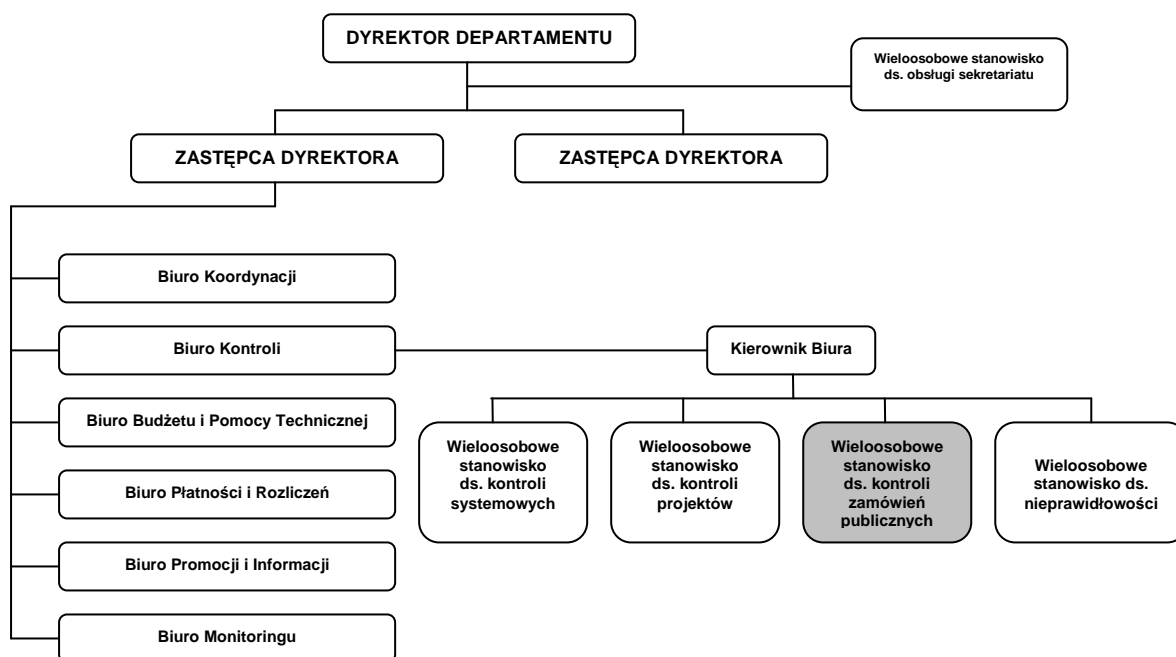 DYREKTOR DEPARTAMENTU
Wieloosobowe stanowisko
ds. obsługi sekretariatu
ZASTĘPCA DYREKTORA
ZASTĘPCA DYREKTORA
Biuro Koordynacji
Biuro Kontroli
Kierownik Biura
Biuro Budżetu i Pomocy Technicznej
Wieloosobowe
stanowisko
ds. kontroli
systemowych
Wieloosobowe
stanowisko
ds. kontroli
projektów
Wieloosobowe
stanowisko
ds. kontroli
zamówień
publicznych
Wieloosobowe
stanowisko ds.
nieprawidłowości
Biuro Płatności i Rozliczeń
Biuro Promocji i Informacji
Biuro Monitoringu